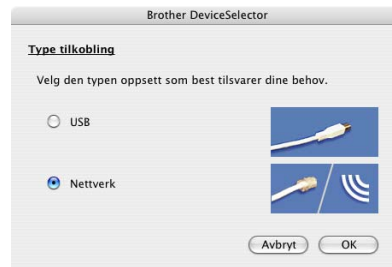 Brother DeviceSelector
Type tilkobling
Velg den typen oppsett som best tilsvarer dine behov.
USB
Nettverk
Avbryt OK